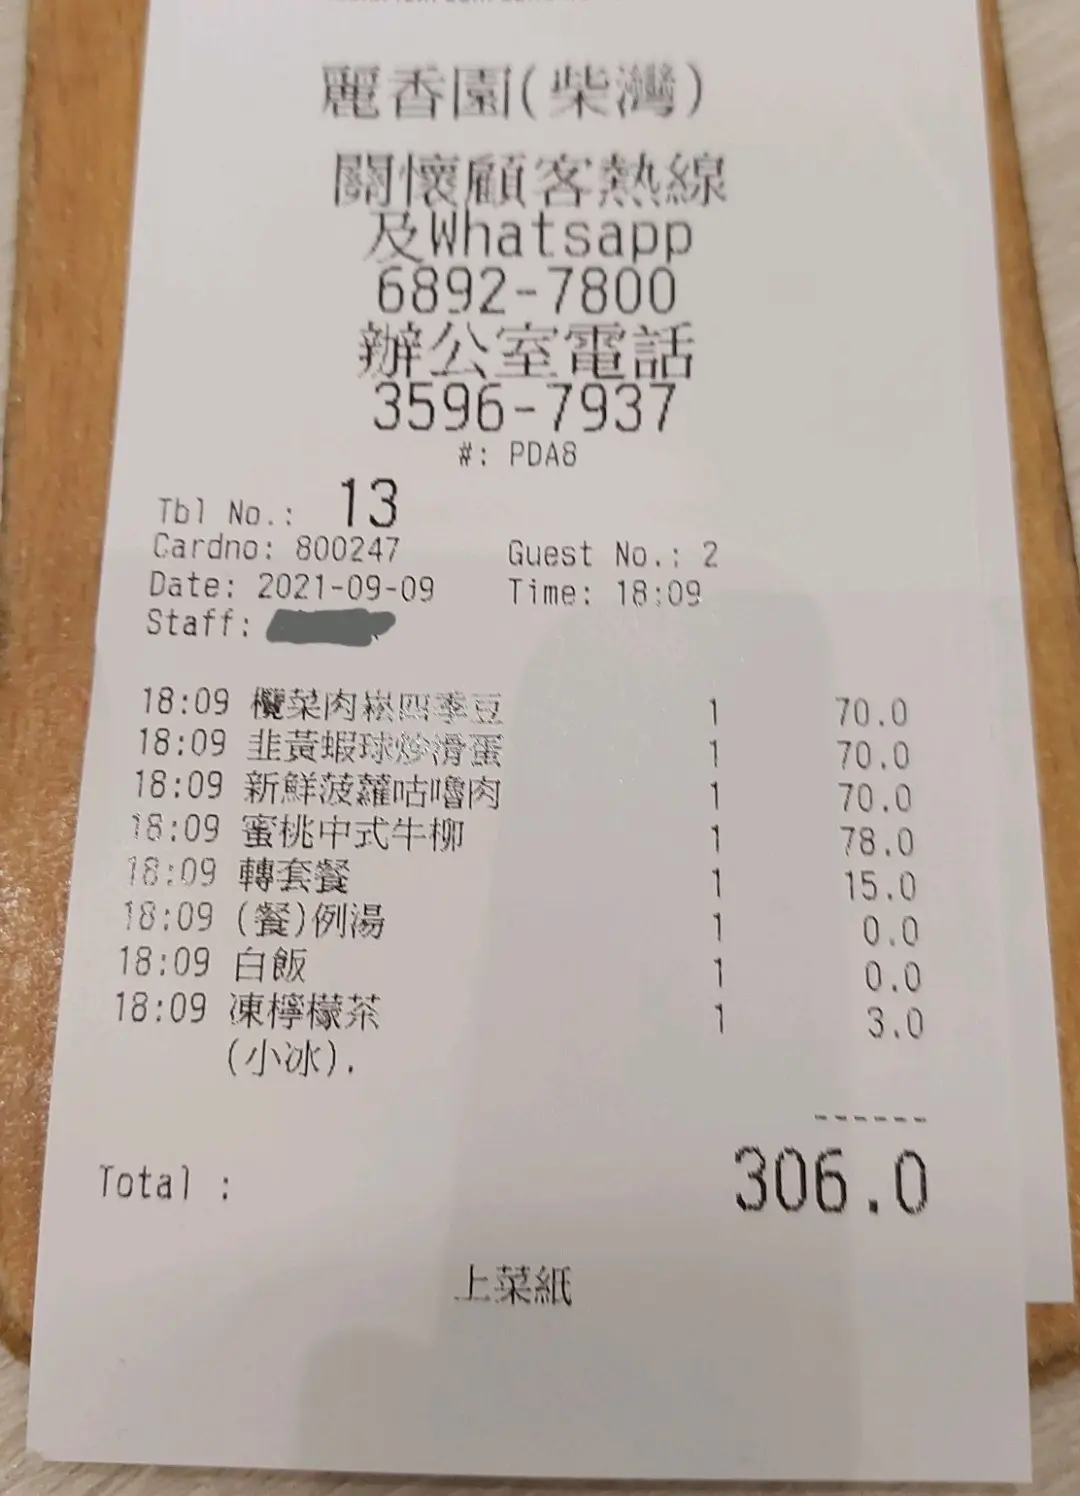 麗香園(柴灣)
關懷顧客熱線
及Whatsapp
6892-7800
辦公室電話
3596-7937
#: PDA8
Tbl No.: 13
Cardno: 800247 Guest No.: 2
Date: 2021-09-09 Time: 18:09
Staff:
18:09 欖菜肉崧四季豆 1 70.0
18:09 韭黃蝦球炒滑蛋 1 70.0
18:09 新鮮菠蘿咕嚕肉 1 70.0
18:09 蜜桃中式牛柳 1 78.0
18:09 轉套餐 1 15.0
18:09 (餐)例湯 1 0.0
18:09 白飯 1 0.0
18:09 凍檸檬茶 1 3.0
(小冰).
------
Total : 306.0
上菜紙